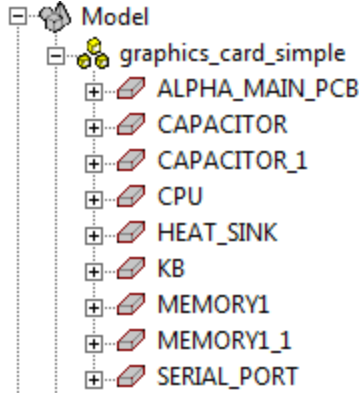 Model
graphics_card_simple
ALPHA_MAIN_PCB
CAPACITOR
CAPACITOR_1
CPU
HEAT_SINK
KB
MEMORY1
MEMORY1_1
SERIAL_PORT